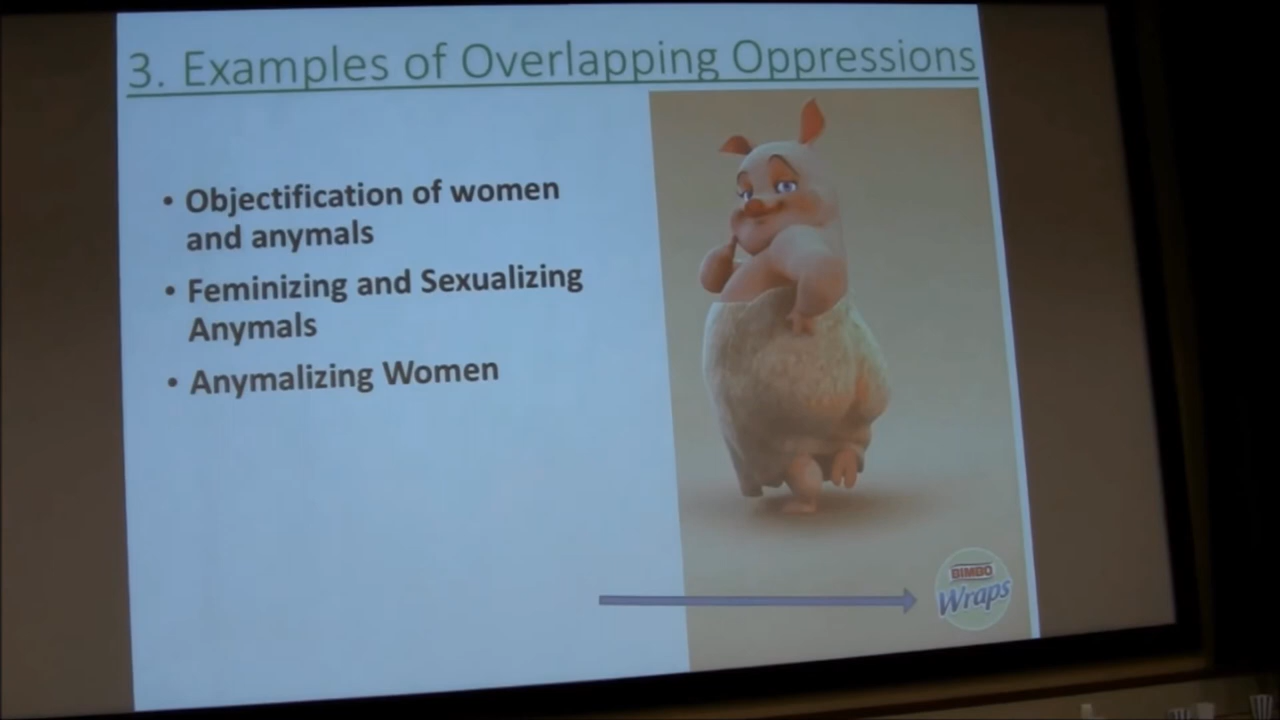 3. Examples of Overlapping Oppressions
• Objectification of women
and anymals
• Feminizing and Sexualizing
Anymals
• Anymalizing Women
BIMBO
Wraps